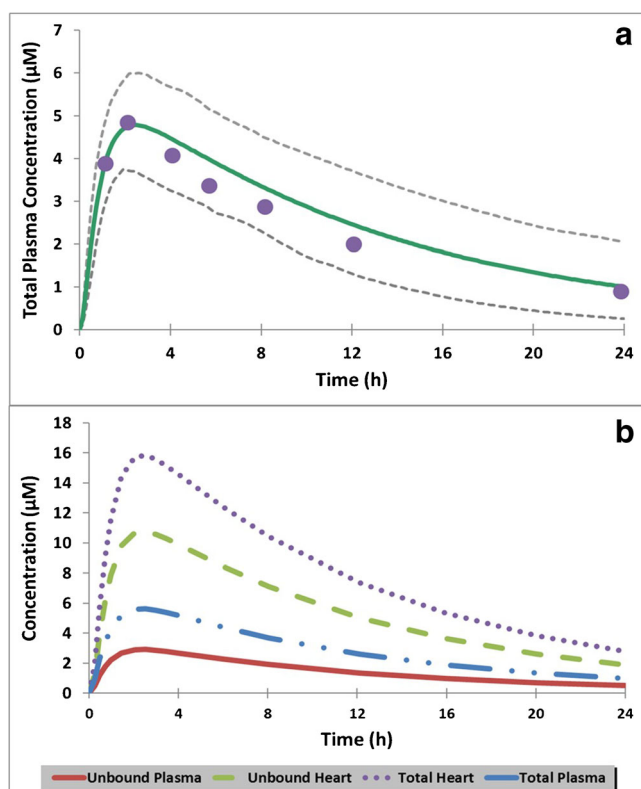 a
Total Plasma Concentration (µM)
7
6
5
4
3
2
1
0
0 4 8 12 16 20 24
Time (h)
b
Concentration (µM)
18
16
14
12
10
8
6
4
2
0
0 4 8 12 16 20 24
Time (h)
Unbound Plasma Unbound Heart Total Heart Total Plasma